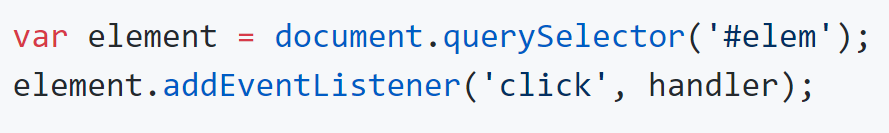 var element = document.querySelector('#elem');
element.addEventListener('click', handler);